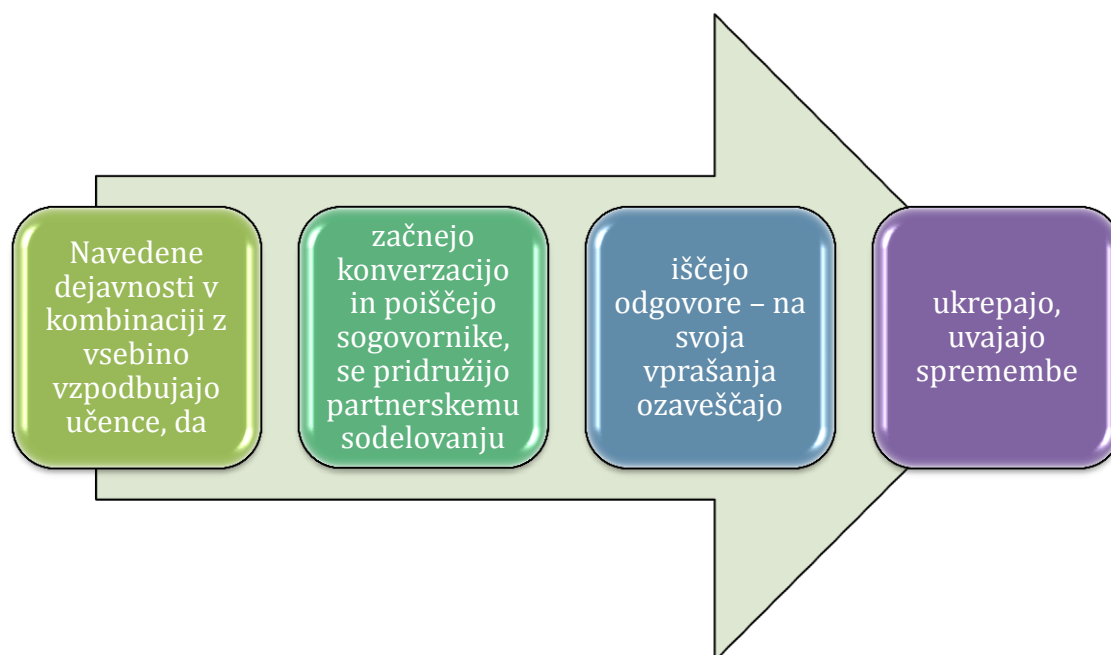 Navedene
dejavnosti v
kombinaciji z
vsebino
vzpodbujajo
učence, da
začnejo
konverzacijo
in poiščejo
sogovornike,
se pridružijo
partnerskemu
sodelovanju
iščejo
odgovore – na
svoja
vprašanja
ozaveščajo
ukrepajo,
uvajajo
spremembe